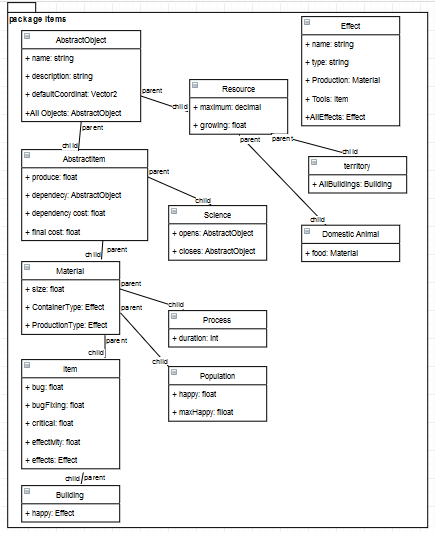 package Items
AbstractObject
+ name: string
+ description: string
+ defaultCoordinat: Vector2
+All Objects: AbstractObject
Effect
+ name: string
+ type: string
+ Production: Material
+ Tools: Item
+AllEffects: Effect
parent
child
Resource
+ maximum: decimal
+ growing: float
parent
child
parent
parent
AbstractItem
+ produce: float
+ dependecy: AbstractObject
+ dependency cost: float
+ final cost: float
child
territory
+ AllBuildings: Building
parent
child
Science
+ opens: AbstractObject
+ closes: AbstractObject
child
Domestic Animal
+ food: Material
parent
child
Material
+ size: float
+ ContainerType: Effect
+ ProductionType: Effect
parent
child
parent
Process
+ duration: int
parent
child
child
Item
+ bug: float
+ bugFixing: float
+ critical: float
+ effectivity: float
+ effects: Effect
Population
+ happy: float
+ maxHappy: float
child
parent
Building
+ happy: Effect